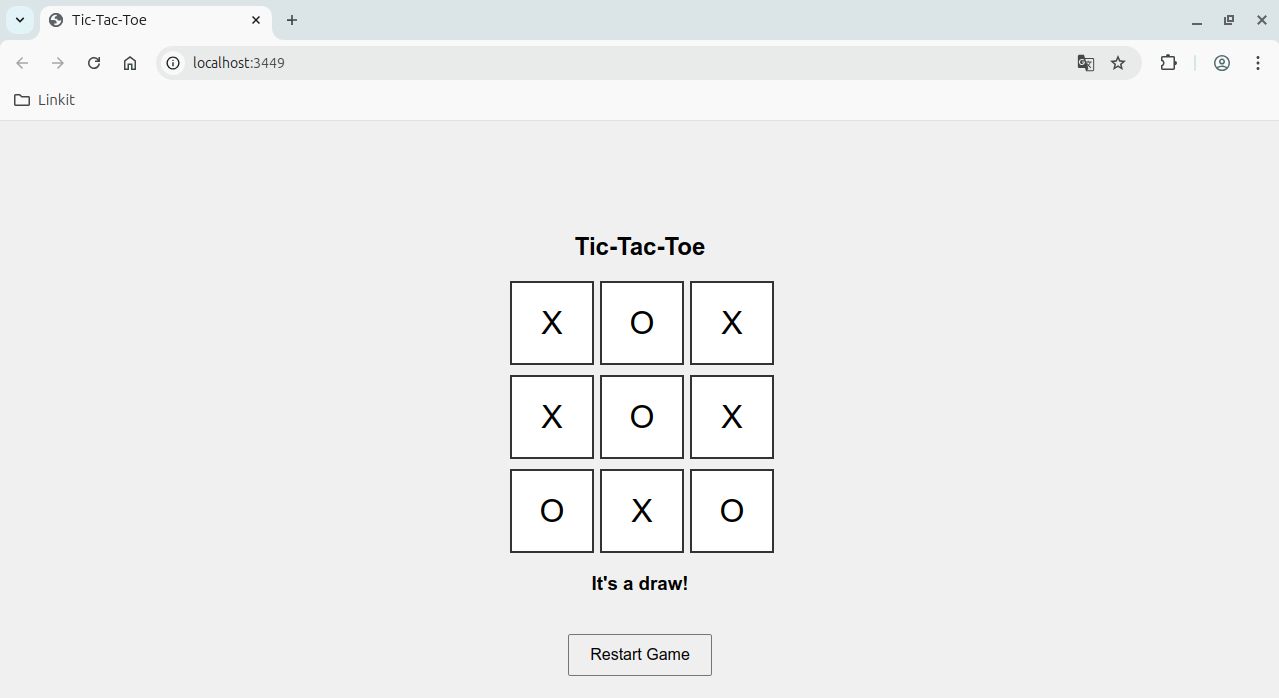 Tic-Tac-Toe
localhost:3449
Linkit
Tic-Tac-Toe
X O X
X O X
O X O
It's a draw!
Restart Game